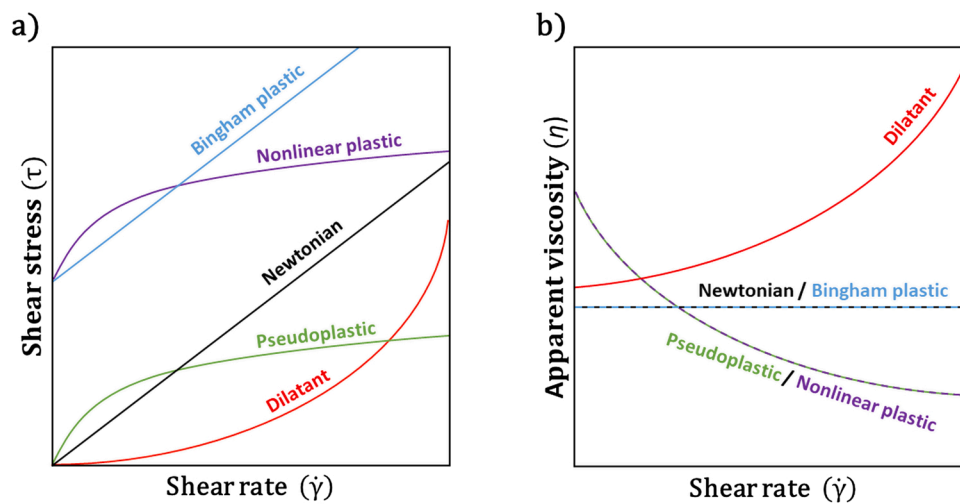 a)
Shear stress (τ)
Bingham plastic
Nonlinear plastic
Newtonian
Pseudoplastic
Dilatant
Shear rate (γ̇)
b)
Apparent viscosity (η)
Dilatant
Newtonian / Bingham plastic
Pseudoplastic / Nonlinear plastic
Shear rate (γ̇)